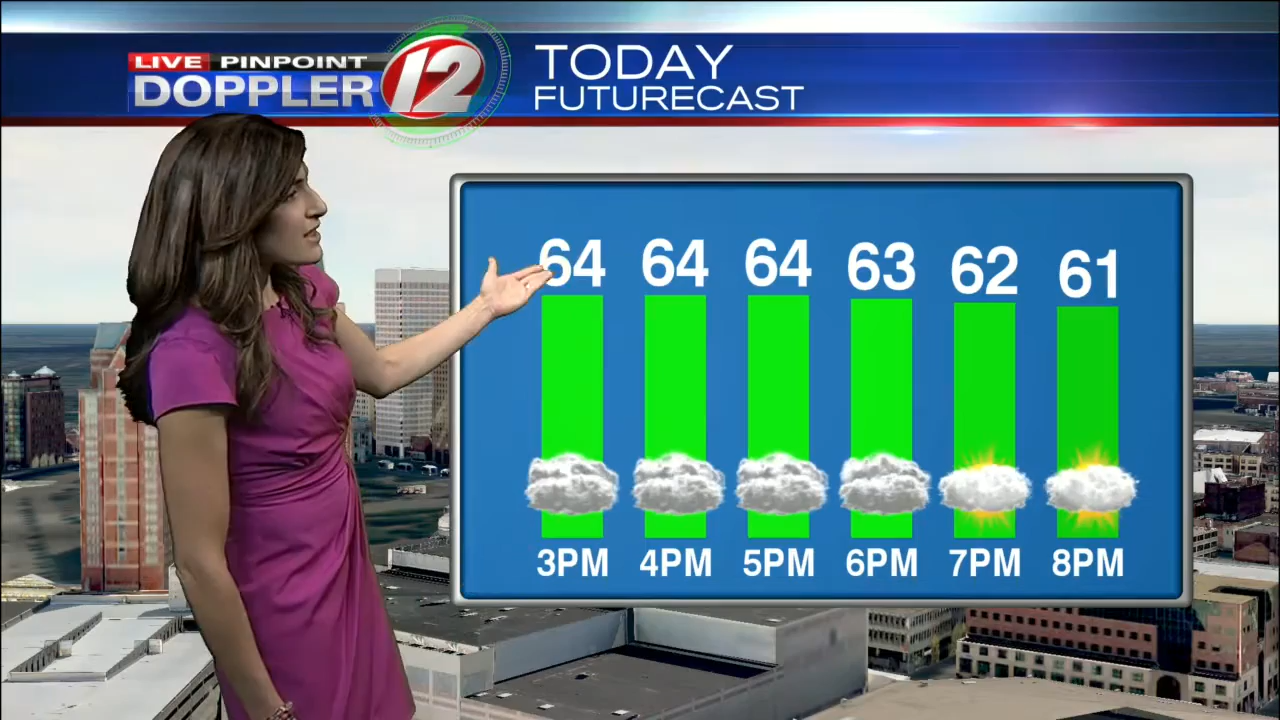 LIVE PINPOINT
DOPPLER 12
TODAY
FUTURECAST
64 64 64 63 62 61
3PM 4PM 5PM 6PM 7PM 8PM